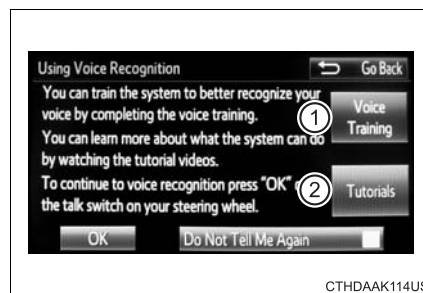 Using Voice Recognition
Go Back
You can train the system to better recognize your
voice by completing the voice training.
1
Voice
Training
You can learn more about what the system can do
by watching the tutorial videos.
To continue to voice recognition press "OK"
2
Tutorials
the talk switch on your steering wheel.
OK
Do Not Tell Me Again
CTHDAAK114US